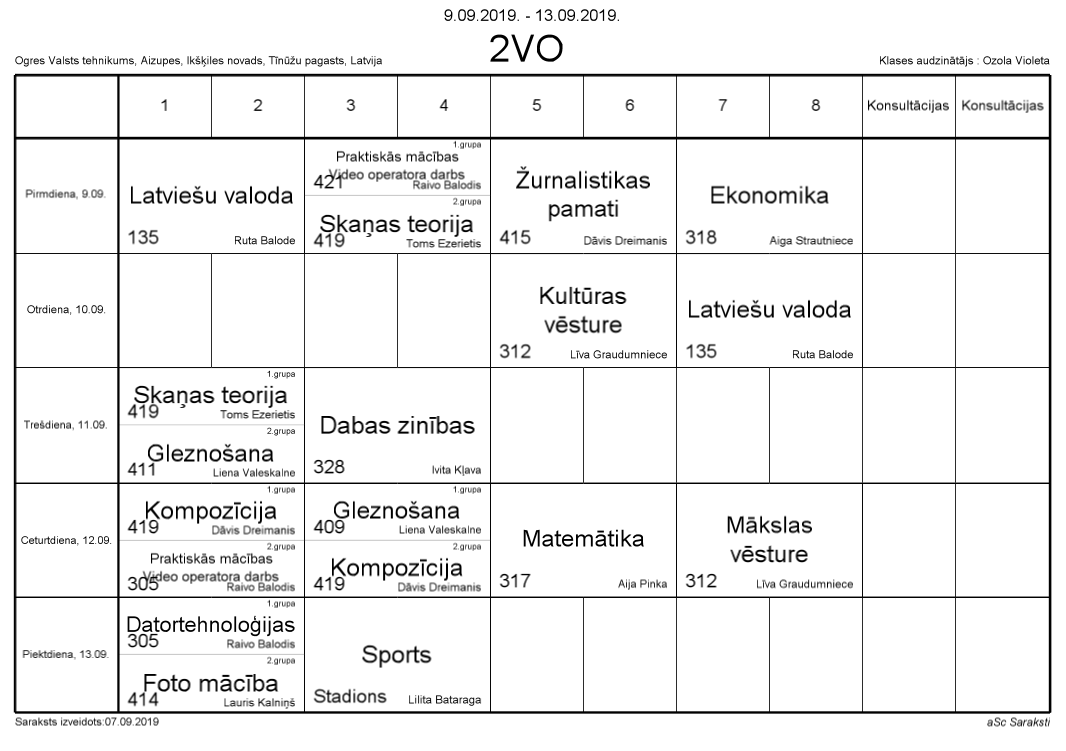 9.09.2019. - 13.09.2019.
2VO
Ogres Valsts tehnikums, Aizupes, Ikšķiles novads, Tīnūžu pagasts, Latvija
Klases audzinātājs : Ozola Violeta
1 2 3 4 5 6 7 8 Konsultācijas Konsultācijas
Pirmdiena, 9.09.
Latviešu valoda
135 Ruta Balode
1.grupa
Praktiskās mācības
Video operatora darbs
421 Raivo Balodis
2.grupa
Skaņas teorija
419 Toms Ezerietis
Žurnalistikas
pamati
415 Dāvis Dreimanis
Ekonomika
318 Aiga Strautniece
Otrdiena, 10.09.
Kultūras
vēsture
312 Līva Graudumniece
Latviešu valoda
135 Ruta Balode
Trešdiena, 11.09.
1.grupa
Skaņas teorija
419 Toms Ezerietis
2.grupa
Gleznošana
411 Liena Valeskalne
Dabas zinības
328 Ivita Kļava
Ceturtdiena, 12.09.
1.grupa
Kompozīcija
419 Dāvis Dreimanis
2.grupa
Praktiskās mācības
Video operatora darbs
305 Raivo Balodis
1.grupa
Gleznošana
409 Liena Valeskalne
2.grupa
Kompozīcija
419 Dāvis Dreimanis
Matemātika
317 Aija Pinka
Mākslas
vēsture
312 Līva Graudumniece
Piektdiena, 13.09.
1.grupa
Datortehnoloģijas
305 Raivo Balodis
2.grupa
Foto mācība
414 Lauris Kalniņš
Sports
Stadions Lilita Bataraga
Saraksts izveidots:07.09.2019
aSc Saraksti